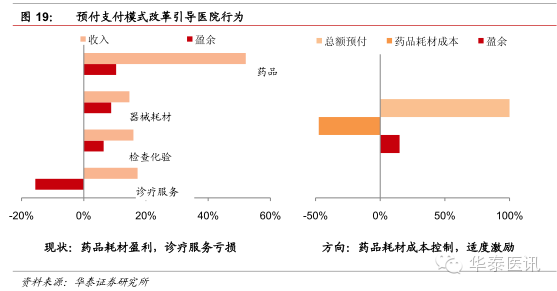 图 19: 预付支付模式改革引导医院行为
收入 盈余
药品
器械耗材
检查化验
诊疗服务
-20% 0% 20% 40% 60%
现状: 药品耗材盈利, 诊疗服务亏损
总额预付 药品耗材成本 盈余
-50% 0% 50% 100%
方向: 药品耗材成本控制, 适度激励
华泰医讯
资料来源: 华泰证券研究所